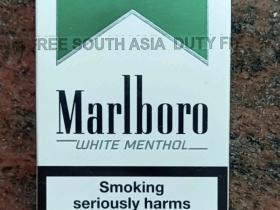 FREE SOUTH ASIA DUTY F
Marlboro
WHITE MENTHOL
Smoking
seriously harms